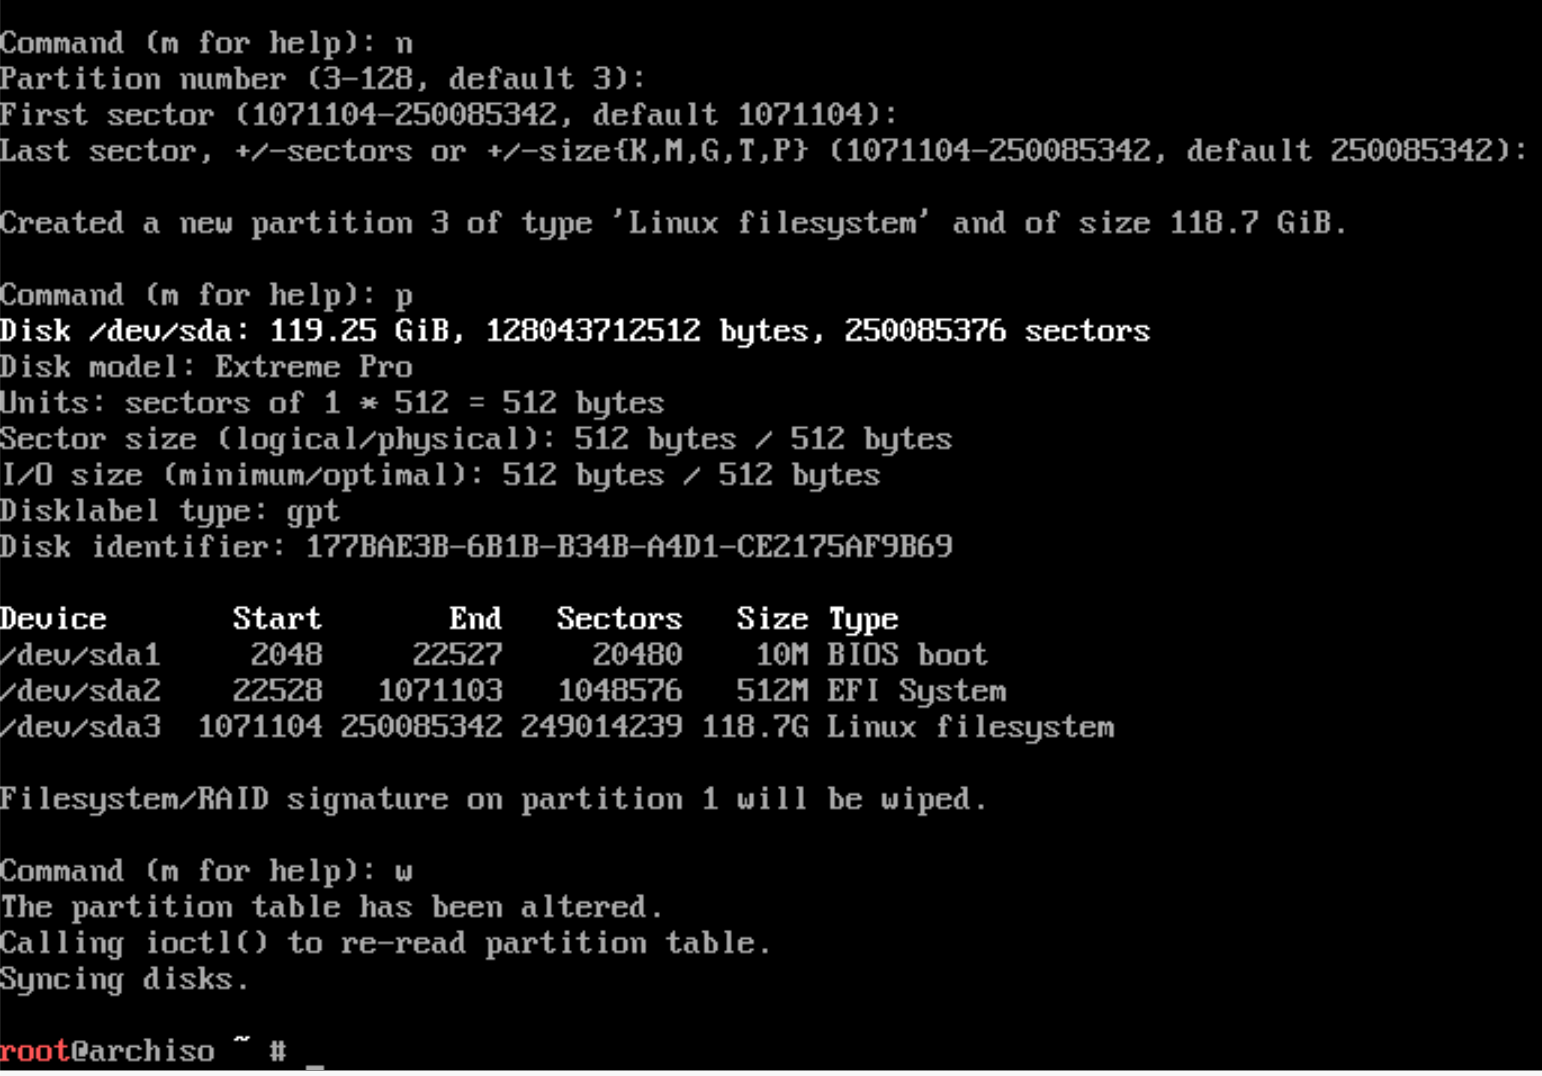 Command (m for help): n
Partition number (3-128, default 3):
First sector (1071104-250085342, default 1071104):
Last sector, +/-sectors or +/-size{K,M,G,T,P} (1071104-250085342, default 250085342):
Created a new partition 3 of type 'Linux filesystem' and of size 118.7 GiB.
Command (m for help): p
Disk /dev/sda: 119.25 GiB, 128043712512 bytes, 250085376 sectors
Disk model: Extreme Pro
Units: sectors of 1 * 512 = 512 bytes
Sector size (logical/physical): 512 bytes / 512 bytes
I/O size (minimum/optimal): 512 bytes / 512 bytes
Disklabel type: gpt
Disk identifier: 177BAE3B-6B1B-B34B-A4D1-CE2175AF9B69
Device Start End Sectors Size Type
/dev/sda1 2048 22527 20480 10M BIOS boot
/dev/sda2 22528 1071103 1048576 512M EFI System
/dev/sda3 1071104 250085342 249014239 118.7G Linux filesystem
Filesystem/RAID signature on partition 1 will be wiped.
Command (m for help): w
The partition table has been altered.
Calling ioctl() to re-read partition table.
Syncing disks.
root@archiso ~ #